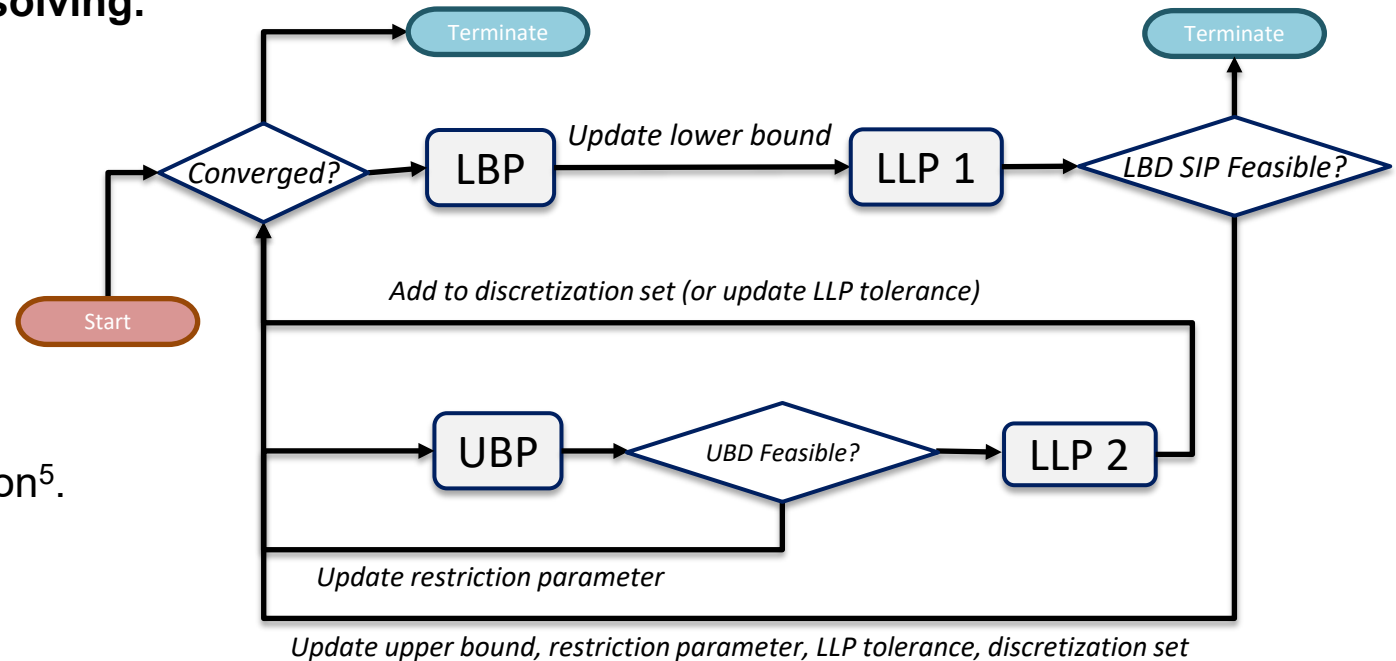 solving.
Terminate
Terminate
Converged?
LBP
Update lower bound
LLP 1
LBD SIP Feasible?
Add to discretization set (or update LLP tolerance)
Start
UBP
UBD Feasible?
LLP 2
on⁵.
Update restriction parameter
Update upper bound, restriction parameter, LLP tolerance, discretization set